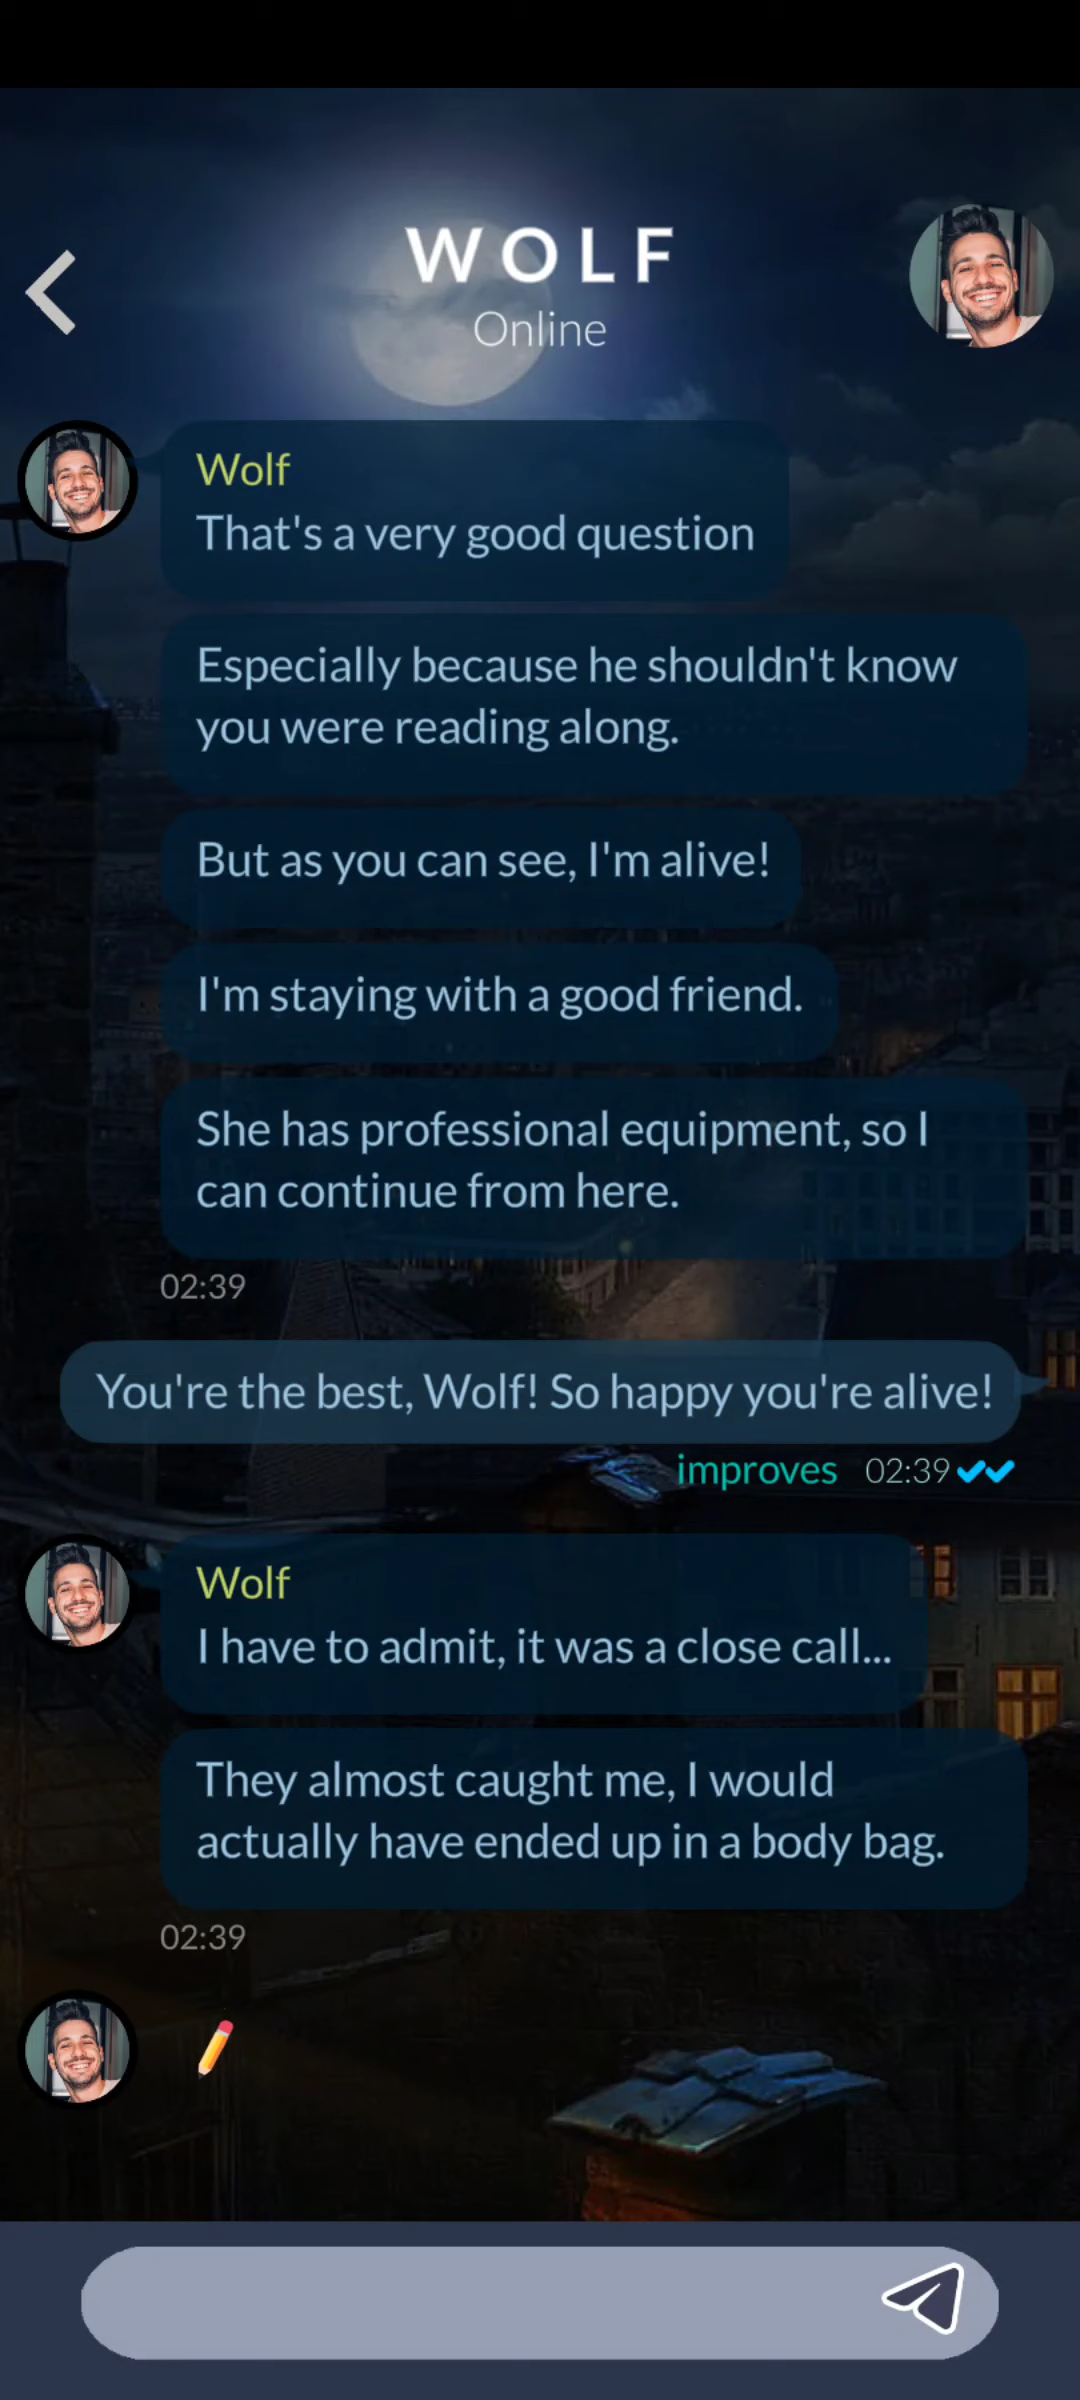 WOLF
Online
Wolf
That's a very good question
Especially because he shouldn't know
you were reading along.
But as you can see, I'm alive!
I'm staying with a good friend.
She has professional equipment, so I
can continue from here.
02:39
You're the best, Wolf! So happy you're alive!
improves 02:39
Wolf
I have to admit, it was a close call...
They almost caught me, I would
actually have ended up in a body bag.
02:39